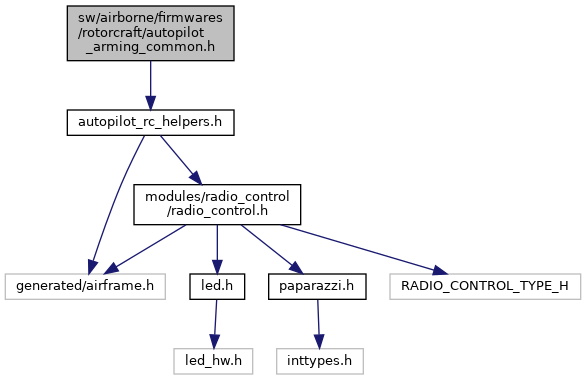 sw/airborne/firmwares
/rotorcraft/autopilot
_arming_common.h
autopilot_rc_helpers.h
modules/radio_control
/radio_control.h
generated/airframe.h
led.h
paparazzi.h
RADIO_CONTROL_TYPE_H
led_hw.h
inttypes.h